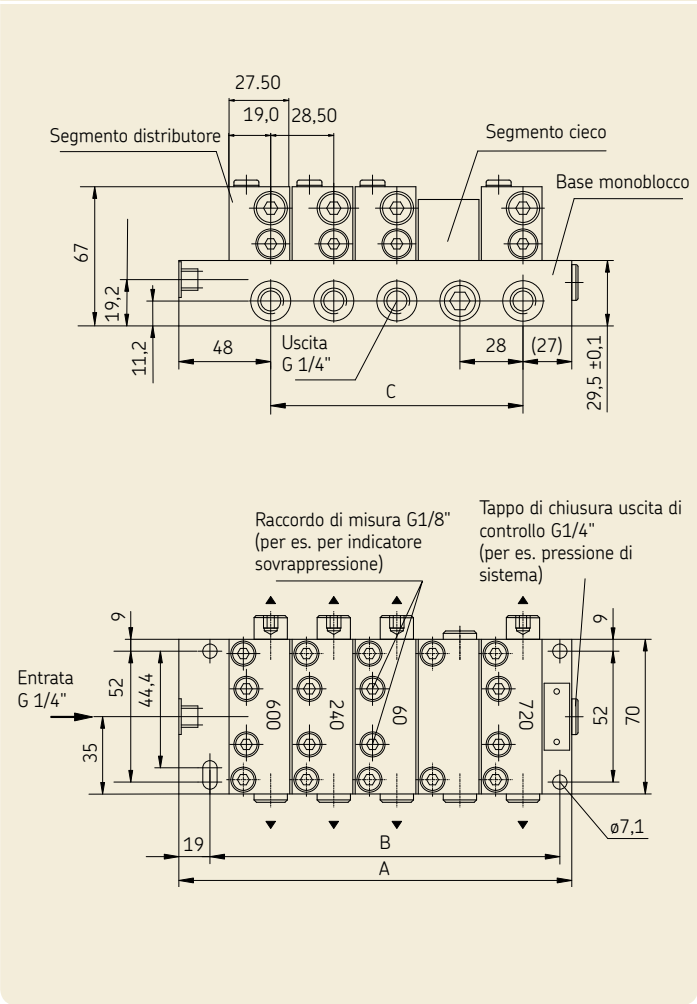 27.50
19,0
28,50
Segmento distributore
Segmento cieco
Base monoblocco
67
19,2
11,2
48
Uscita
G 1/4"
28
(27)
29,5 ±0,1
C
Raccordo di misura G1/8"
(per es. per indicatore
sovrappressione)
Tappo di chiusura uscita di
controllo G1/4"
(per es. pressione di
sistema)
9
9
Entrata
G 1/4"
52
44,4
35
600
240
60
720
52
70
19
B
A
ø7,1